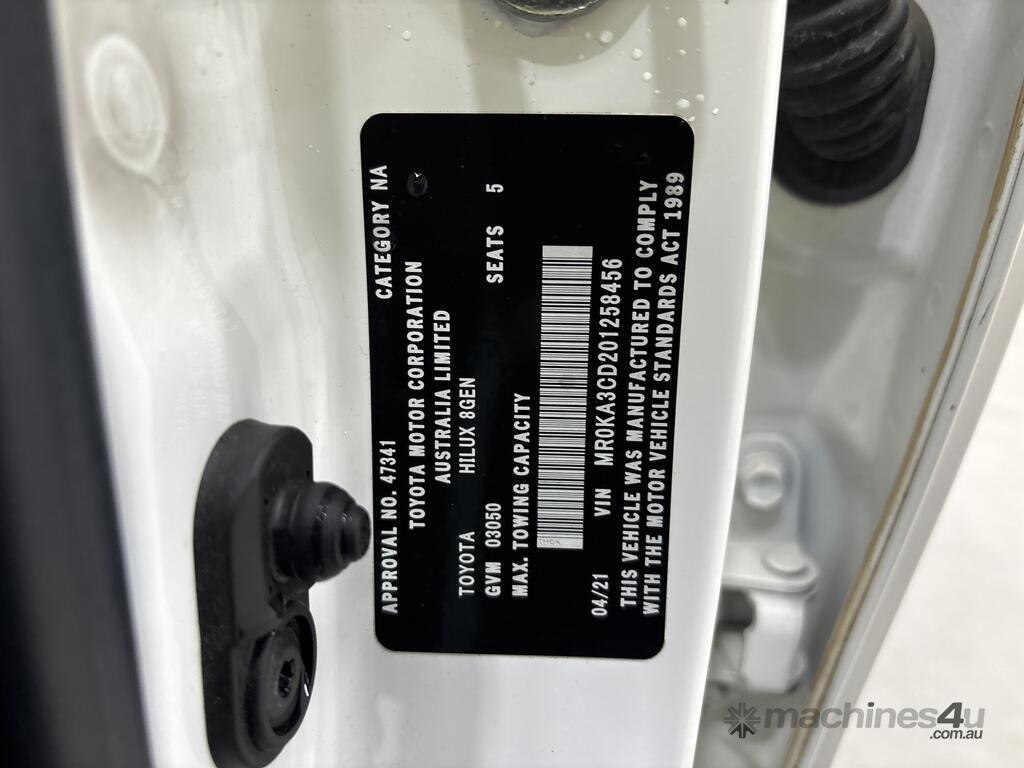 APPROVAL NO. 47341 CATEGORY NA
TOYOTA MOTOR CORPORATION
AUSTRALIA LIMITED
TOYOTA HILUX 8GEN
GVM 03050 SEATS 5
MAX. TOWING CAPACITY
04/21 VIN MR0KA3CD201258456
THIS VEHICLE WAS MANUFACTURED TO COMPLY
WITH THE MOTOR VEHICLE STANDARDS ACT 1989
machines4u
.com.au